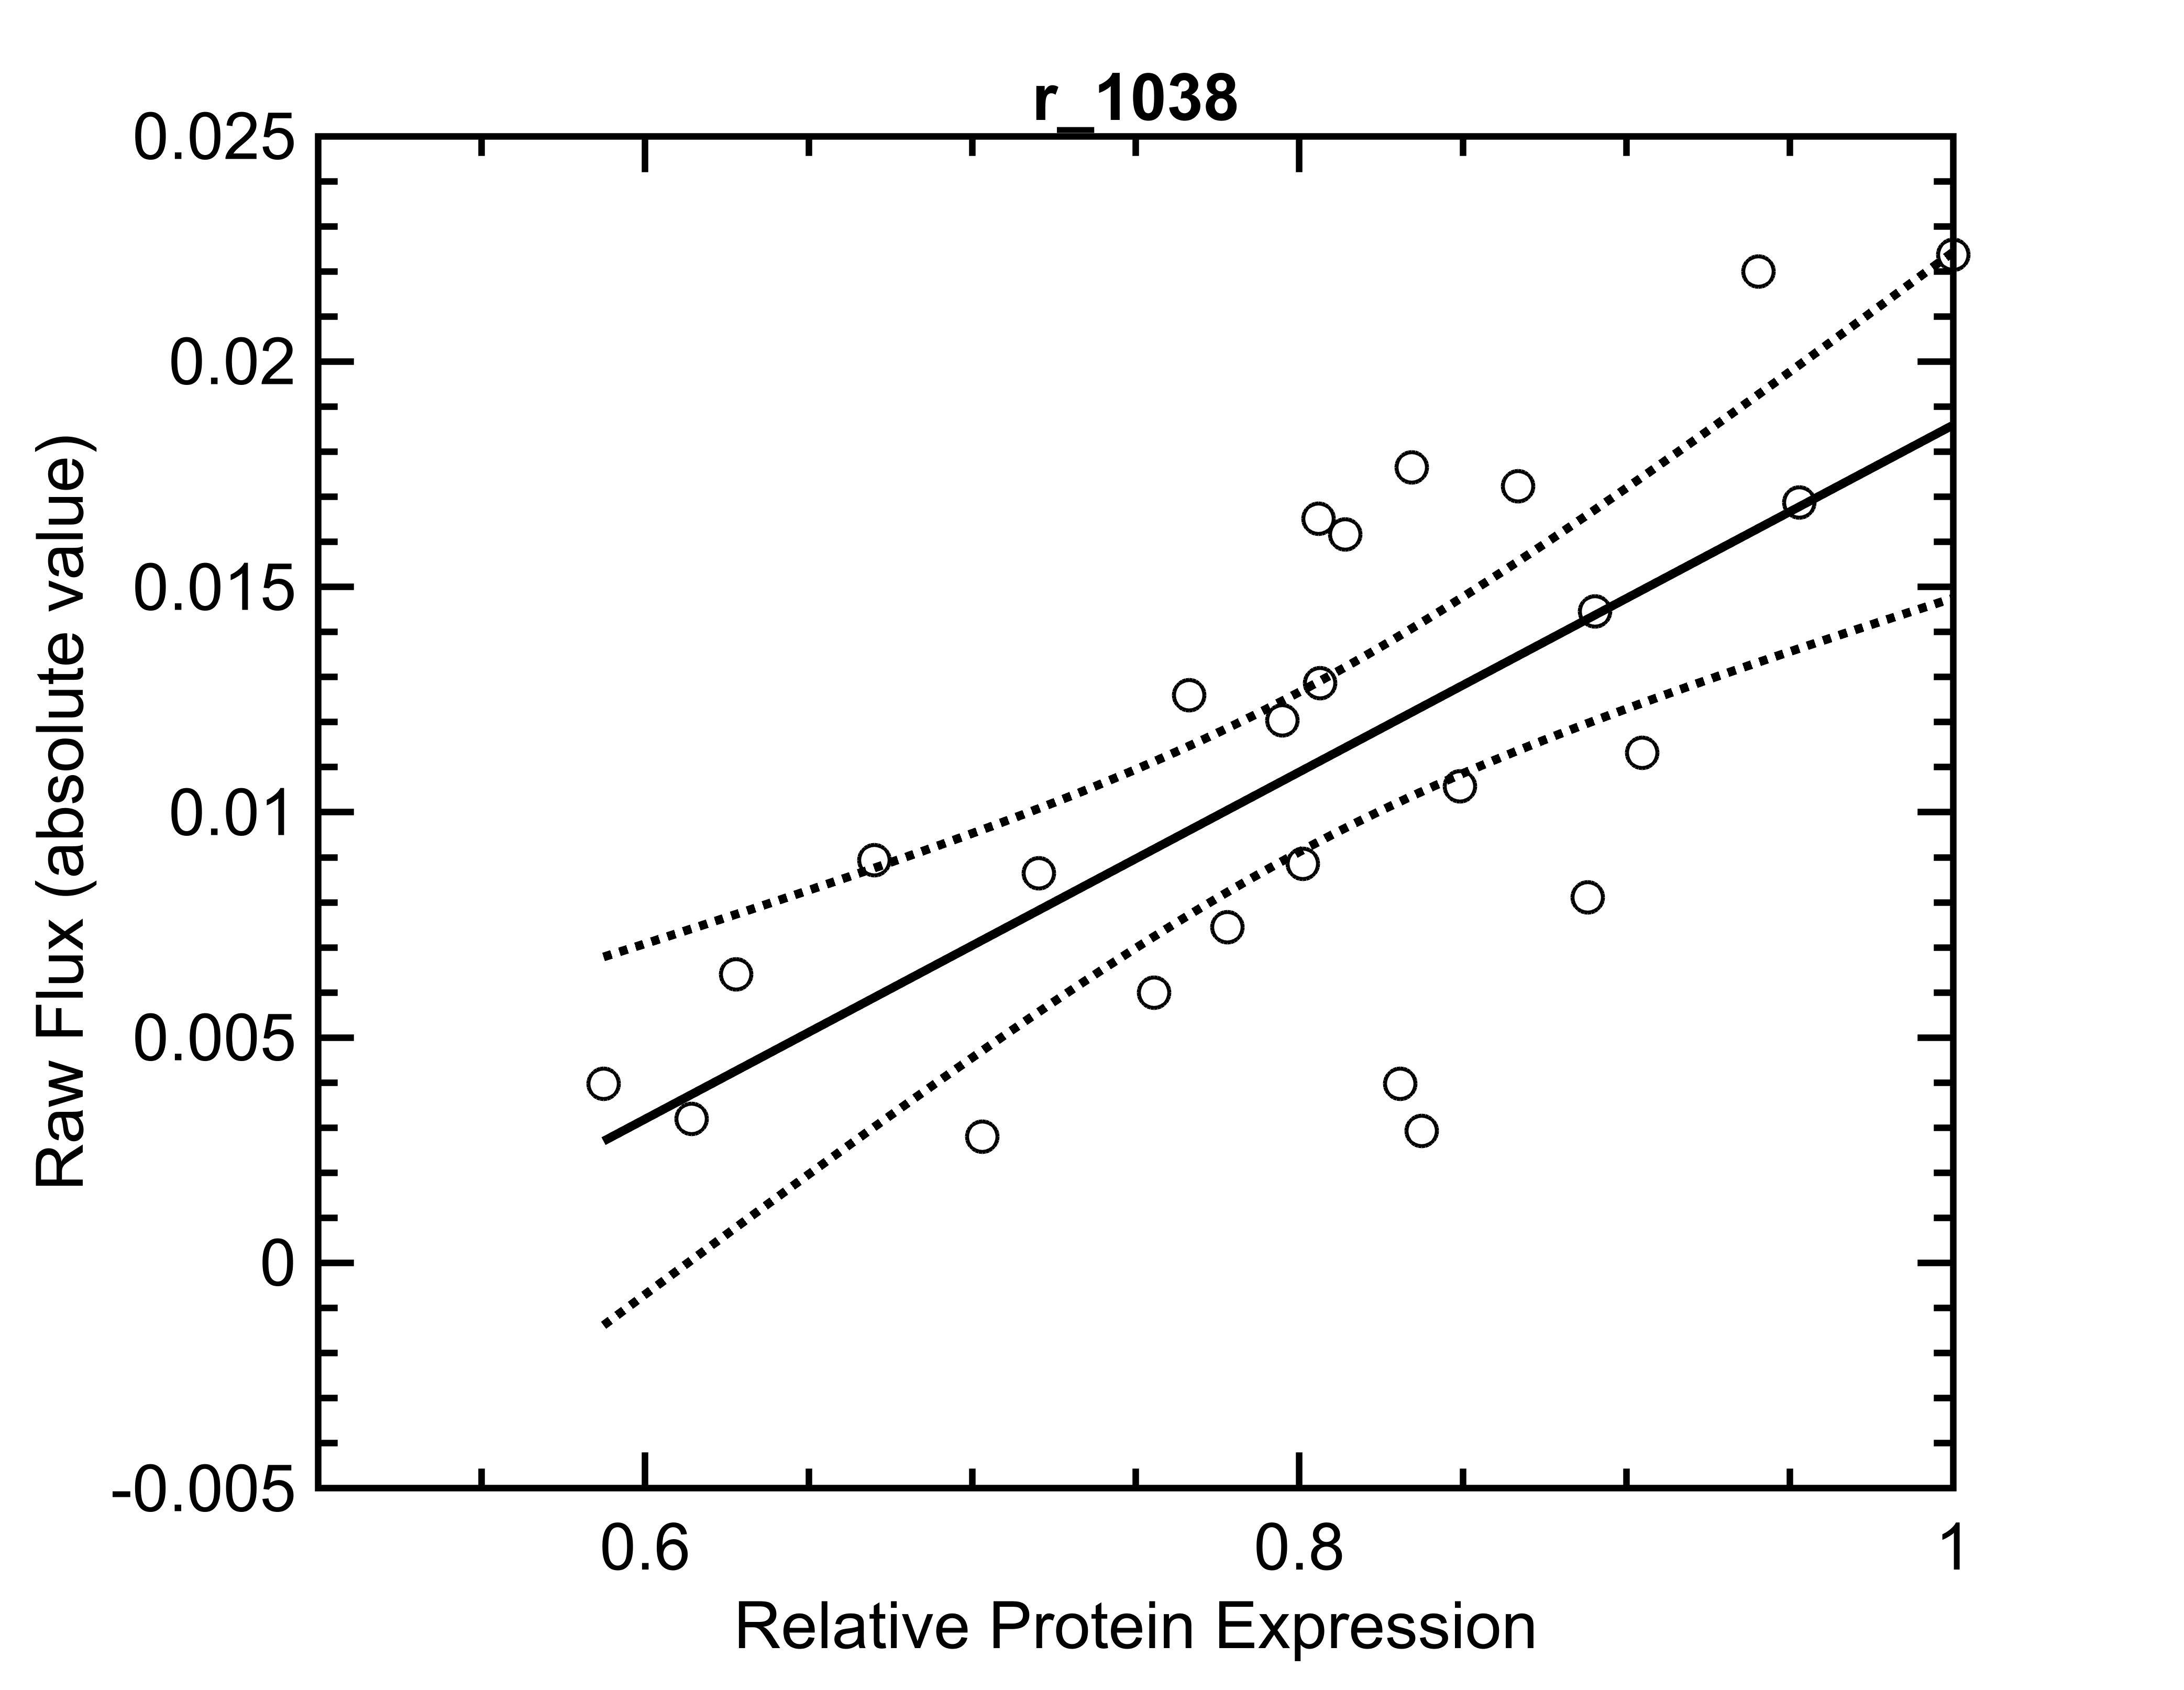 r_1038
0.025
0.02
0.015
0.01
0.005
0
-0.005
Raw Flux (absolute value)
0.6 0.8 1
Relative Protein Expression